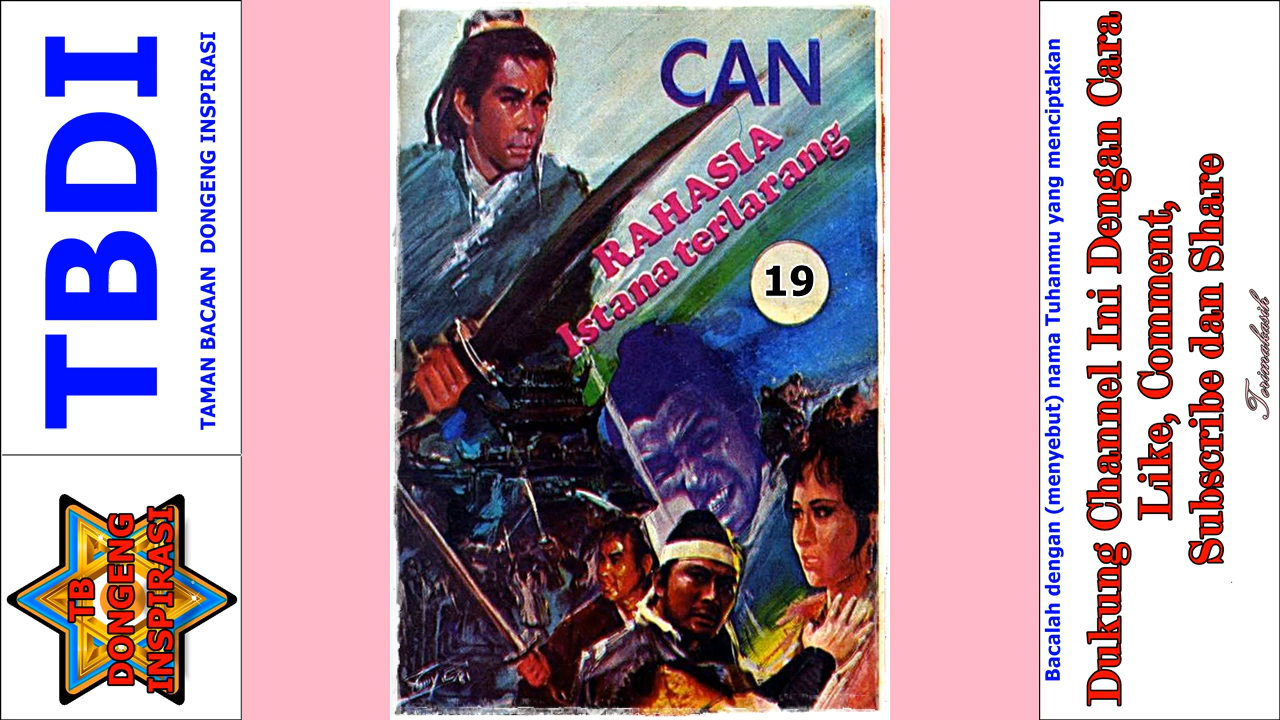 TBDI
TAMAN BACAAN DONGENG INSPIRASI
TB
DONGENG
INSPIRASI
CAN
RAHASIA
Istana terlarang
19
Bacalah dengan (menyebut) nama Tuhanmu yang menciptakan
Dukung Channel Ini Dengan Cara
Like, Comment,
Subscribe dan Share
Terimakasih